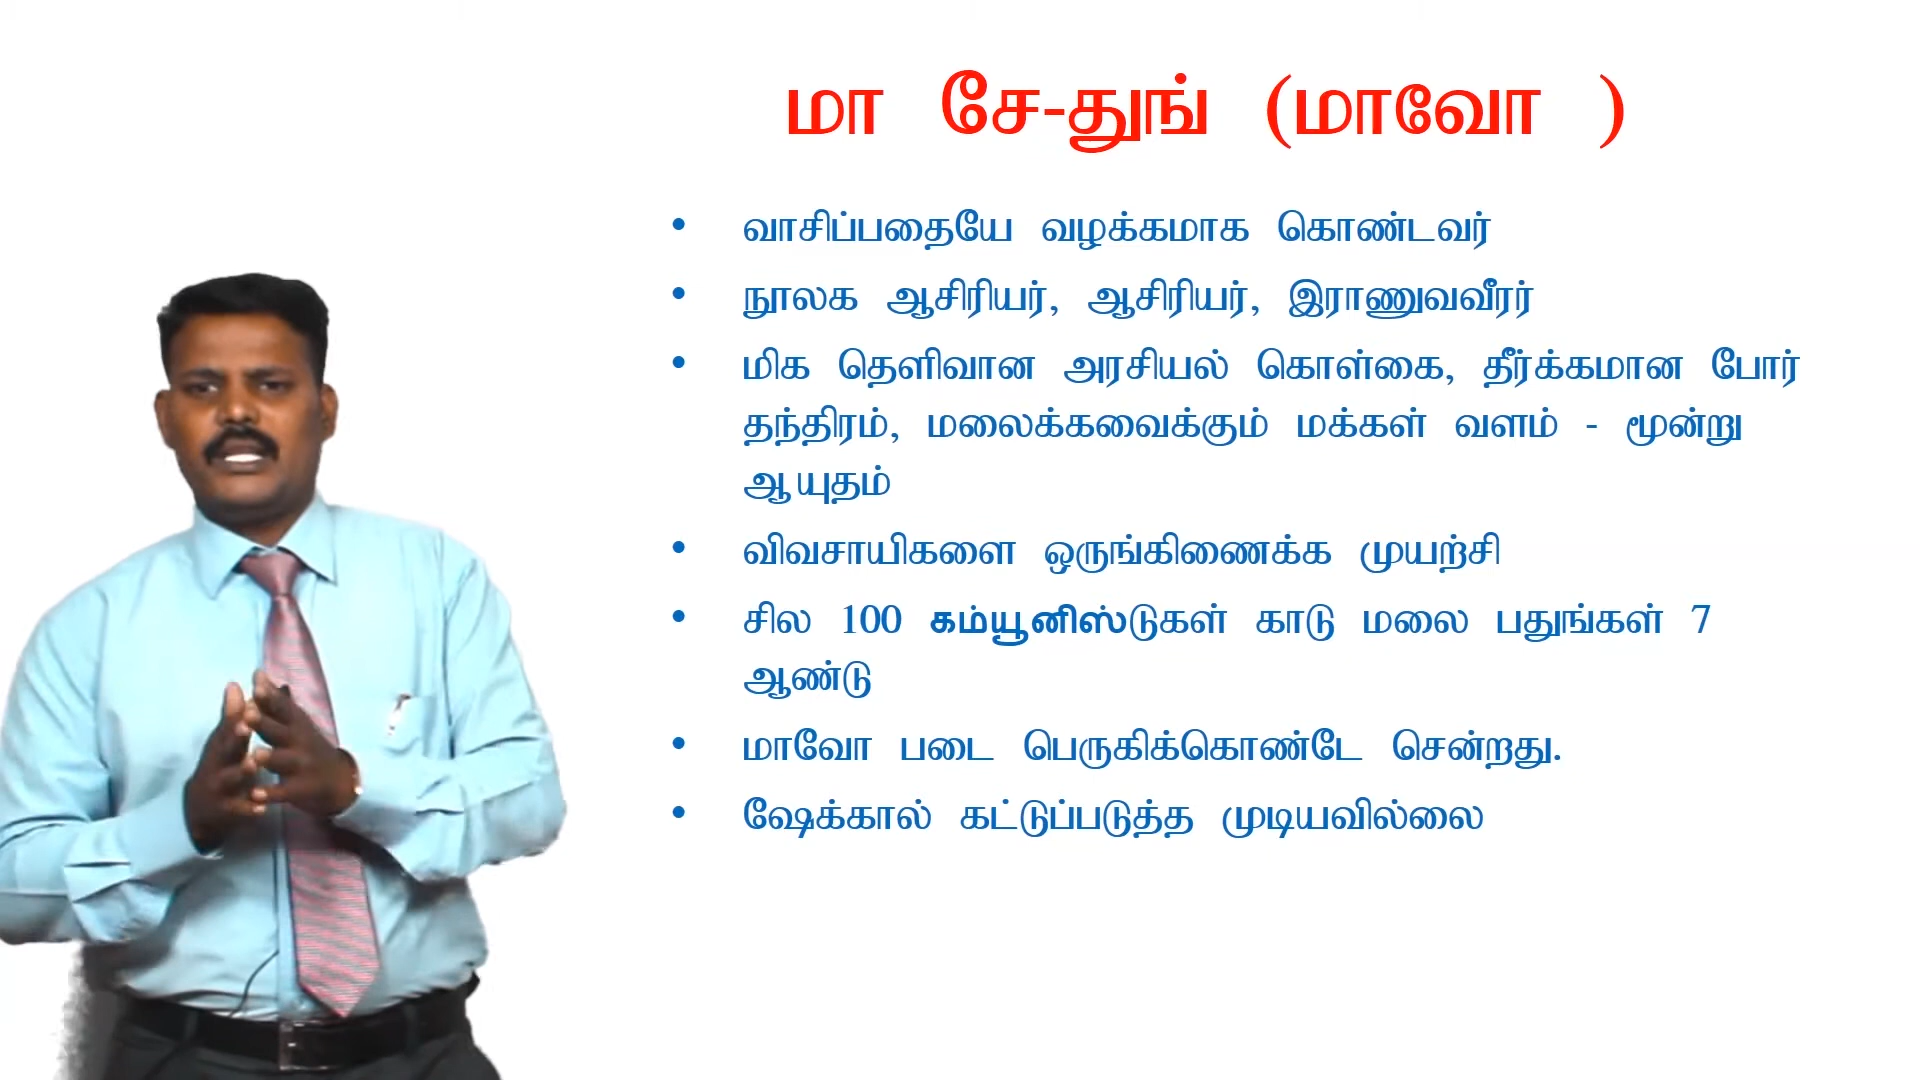 மா சே-துங் (மாவோ )
• வாசிப்பதையே வழக்கமாக கொண்டவர்
• நூலக ஆசிரியர், ஆசிரியர், இராணுவவீரர்
• மிக தெளிவான அரசியல் கொள்கை, தீர்க்கமான போர்
தந்திரம், மலைக்கவைக்கும் மக்கள் வளம் - மூன்று
ஆயுதம்
• விவசாயிகளை ஒருங்கிணைக்க முயற்சி
• சில 100 கம்யூனிஸ்டுகள் காடு மலை பதுங்கள் 7
ஆண்டு
• மாவோ படை பெருகிக்கொண்டே சென்றது.
• ஷேக்கால் கட்டுப்படுத்த முடியவில்லை